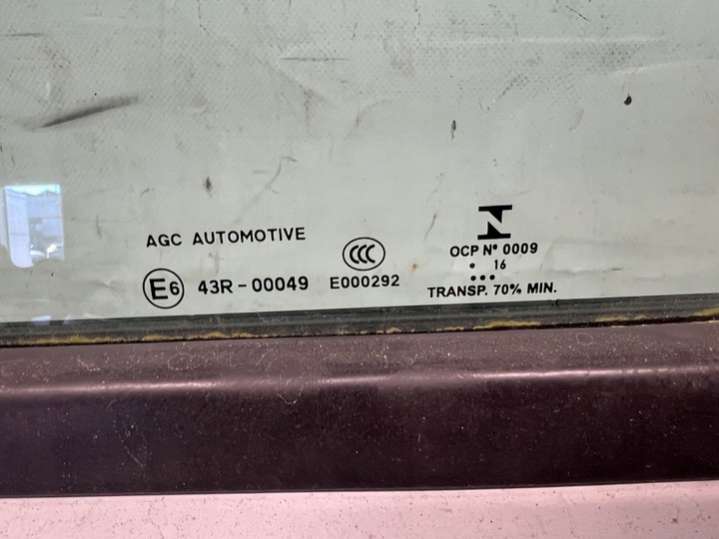 AGC AUTOMOTIVE
E6 43R-00049
CCC
E000292
N
OCP Nº 0009
• 16
•••
TRANSP. 70% MIN.